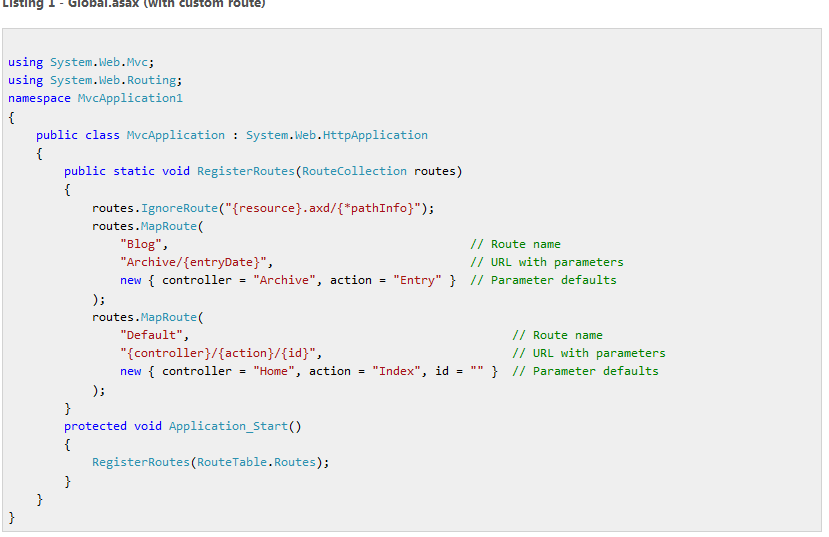 Listing 1 - Global.asax (with custom route)
using System.Web.Mvc;
using System.Web.Routing;
namespace MvcApplication1
{
    public class MvcApplication : System.Web.HttpApplication
    {
        public static void RegisterRoutes(RouteCollection routes)
        {
            routes.IgnoreRoute("{resource}.axd/{*pathInfo}");
            routes.MapRoute(
                "Blog",                                           // Route name
                "Archive/{entryDate}",                            // URL with parameters
                new { controller = "Archive", action = "Entry" }  // Parameter defaults
            );
            routes.MapRoute(
                "Default",                                              // Route name
                "{controller}/{action}/{id}",                           // URL with parameters
                new { controller = "Home", action = "Index", id = "" }  // Parameter defaults
            );
        }
        protected void Application_Start()
        {
            RegisterRoutes(RouteTable.Routes);
        }
    }
}